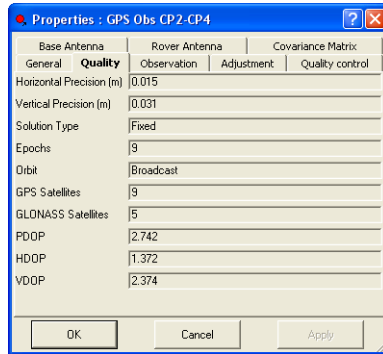 Properties : GPS Obs CP2-CP4
Base Antenna Rover Antenna Covariance Matrix
General Quality Observation Adjustment Quality control
Horizontal Precision (m) 0.015
Vertical Precision (m) 0.031
Solution Type Fixed
Epochs 9
Orbit Broadcast
GPS Satellites 9
GLONASS Satellites 5
PDOP 2.742
HDOP 1.372
VDOP 2.374
OK Cancel Apply